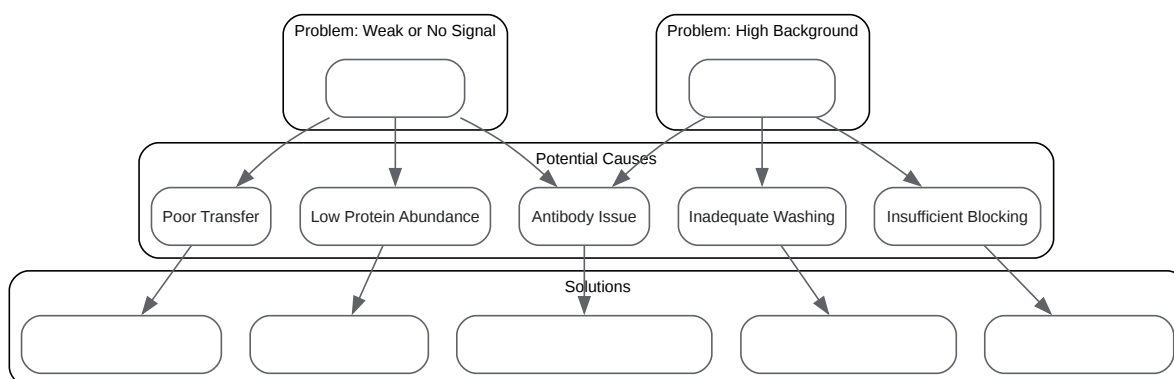 Problem: Weak or No Signal
Problem: High Background
Potential Causes
Poor Transfer
Low Protein Abundance
Antibody Issue
Inadequate Washing
Insufficient Blocking
Solutions